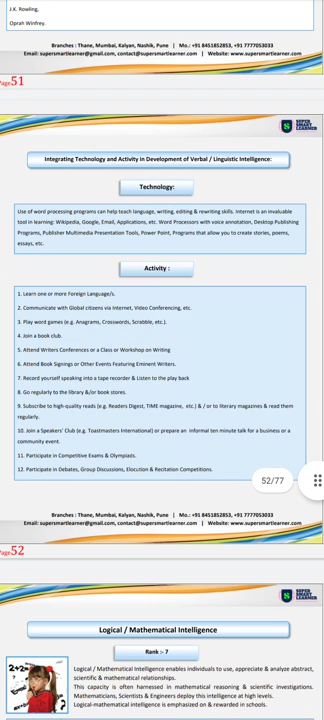 J.K. Rowling,
Oprah Winfrey.
Branches : Thane, Mumbai, Kalyan, Nashik, Pune | Mo.: +91 8451852853, +91 7777053033
Email: supersmartlearner@gmail.com, contact@supersmartlearner.com | Website: www.supersmartlearner.com
Page 51
SUPER
SMART
LEARNER
Integrating Technology and Activity in Development of Verbal / Linguistic Intelligence:
Technology:
Use of word processing programs can help teach language, writing, editing & rewriting skills. Internet is an invaluable
tool in learning: Wikipedia, Google, Email, Applications, etc. Word Processors with voice annotation, Desktop Publishing
Programs, Publisher Multimedia Presentation Tools, Power Point, Programs that allow you to create stories, poems,
essays, etc.
Activity :
1. Learn one or more Foreign Language/s.
2. Communicate with Global citizens via Internet, Video Conferencing, etc.
3. Play word games (e.g. Anagrams, Crosswords, Scrabble, etc.)
4. Join a book club.
5. Attend Writers Conferences or a Class or Workshop on Writing
6. Attend Book Signings or Other Events Featuring Eminent Writers.
7. Record yourself speaking into a tape recorder & Listen to the play back
8. Go regularly to the library &/or book stores.
9. Subscribe to high-quality reads (e.g. Readers Digest, TIME magazine, etc.) & / or to literary magazines & read them
regularly.
10. Join a Speakers' Club (e.g. Toastmasters International) or prepare an informal ten minute talk for a business or a
community event.
11. Participate in Competitive Exams & Olympiads.
12. Participate in Debates, Group Discussions, Elocution & Recitation Competitions.
52/77
Branches : Thane, Mumbai, Kalyan, Nashik, Pune | Mo.: +91 8451852853, +91 7777053033
Email: supersmartlearner@gmail.com, contact@supersmartlearner.com | Website: www.supersmartlearner.com
Page 52
SUPER
SMART
LEARNER
Logical / Mathematical Intelligence
Rank :- 7
Logical / Mathematical Intelligence enables individuals to use, appreciate & analyze abstract,
scientific & mathematical relationships.
This capacity is often harnessed in mathematical reasoning & scientific investigations.
Mathematicians, Scientists & Engineers deploy this intelligence at high levels.
Logical-mathematical intelligence is emphasized on & rewarded in schools.